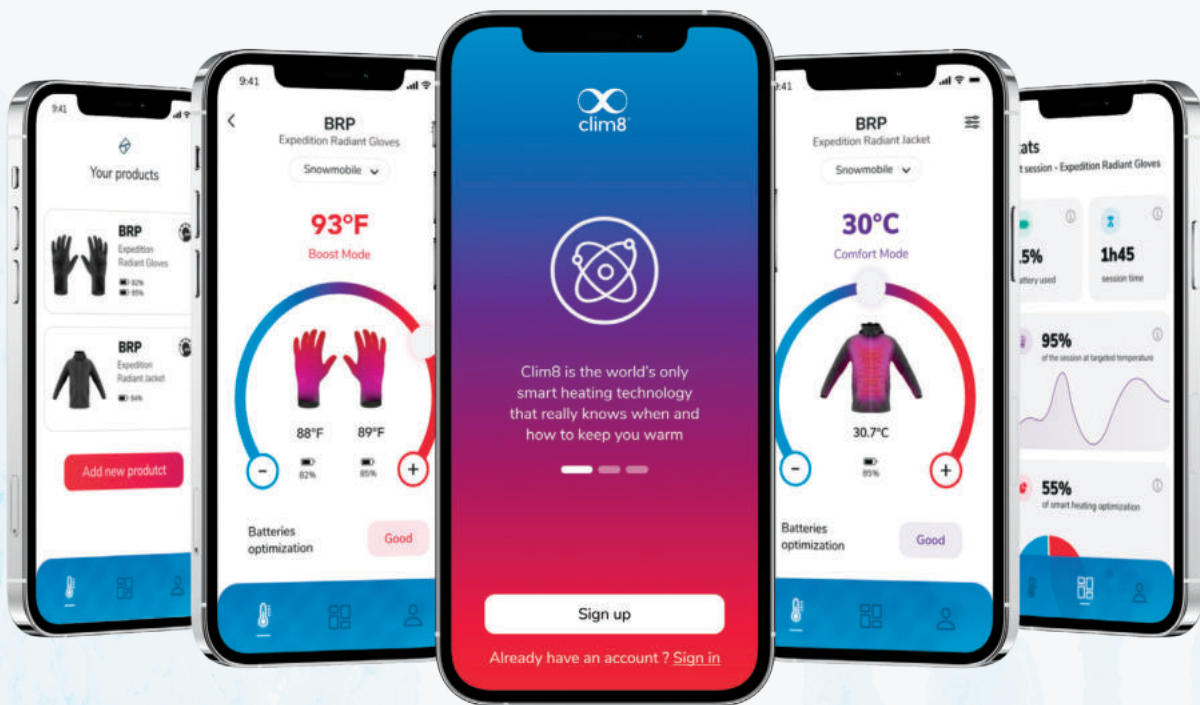 9:41
Your products
BRP
Expedition
Radiant Gloves
82%
85%
BRP
Expedition
Radiant Jacket
94%
Add new produtct
9:41
BRP
Expedition Radiant Gloves
Snowmobile
93°F
Boost Mode
88°F 89°F
82% 85%
- +
Batteries
optimization
Good
clim8
Clim8 is the world's only
smart heating technology
that really knows when and
how to keep you warm
Sign up
Already have an account ? Sign in
:41
BRP
Expedition Radiant Jacket
Snowmobile
30°C
Comfort Mode
30.7°C
85%
- +
Batteries
optimization
Good
ats
t session - Expedition Radiant Gloves
.5%
attery used
1h45
session time
95%
of the session at targeted temperature
55%
of smart heating optimization